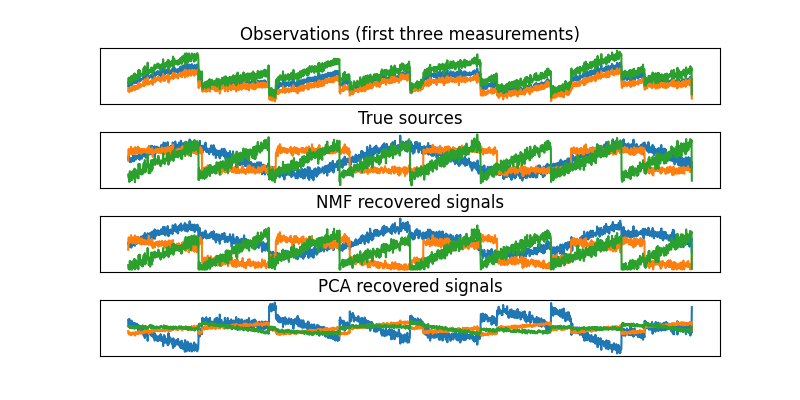 Observations (first three measurements)
True sources
NMF recovered signals
PCA recovered signals